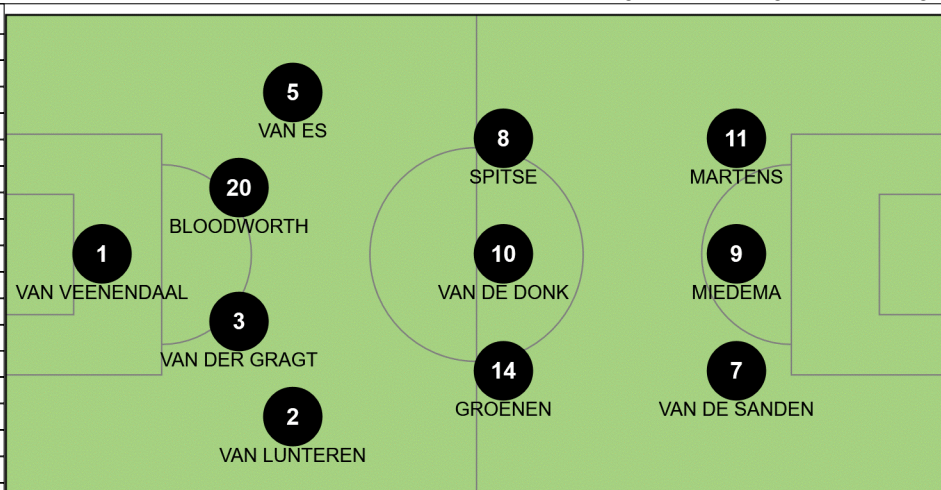 5
VAN ES
8
SPITSE
11
MARTENS
20
BLOODWORTH
1
VAN VEENENDAAL
10
VAN DE DONK
9
MIEDEMA
3
VAN DER GRAGT
14
GROENEN
7
VAN DE SANDEN
2
VAN LUNTEREN